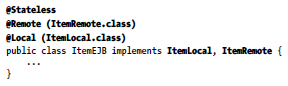 @Stateless
@Remote (ItemRemote.class)
@Local (ItemLocal.class)
public class ItemEJB implements ItemLocal, ItemRemote {
    ...
}